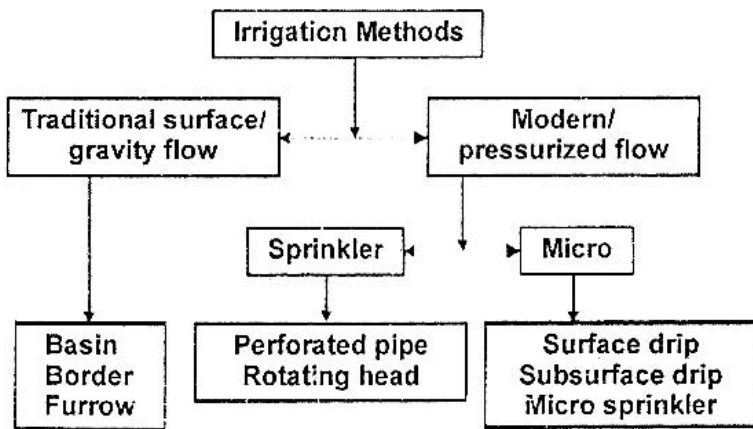 Irrigation Methods
Traditional surface/
gravity flow
Modern/
pressurized flow
Sprinkler
Micro
Basin
Border
Furrow
Perforated pipe
Rotating head
Surface drip
Subsurface drip
Micro sprinkler